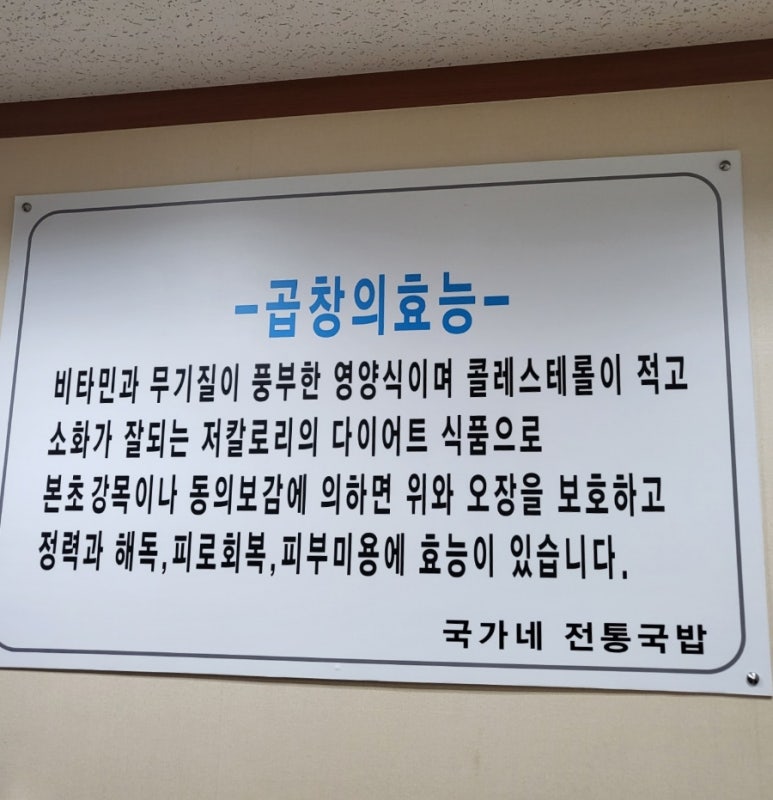 -곱창의효능-
비타민과 무기질이 풍부한 영양식이며 콜레스테롤이 적고
소화가 잘되는 저칼로리의 다이어트 식품으로
본초강목이나 동의보감에 의하면 위와 오장을 보호하고
정력과 해독,피로회복,피부미용에 효능이 있습니다.
국가네 전통국밥